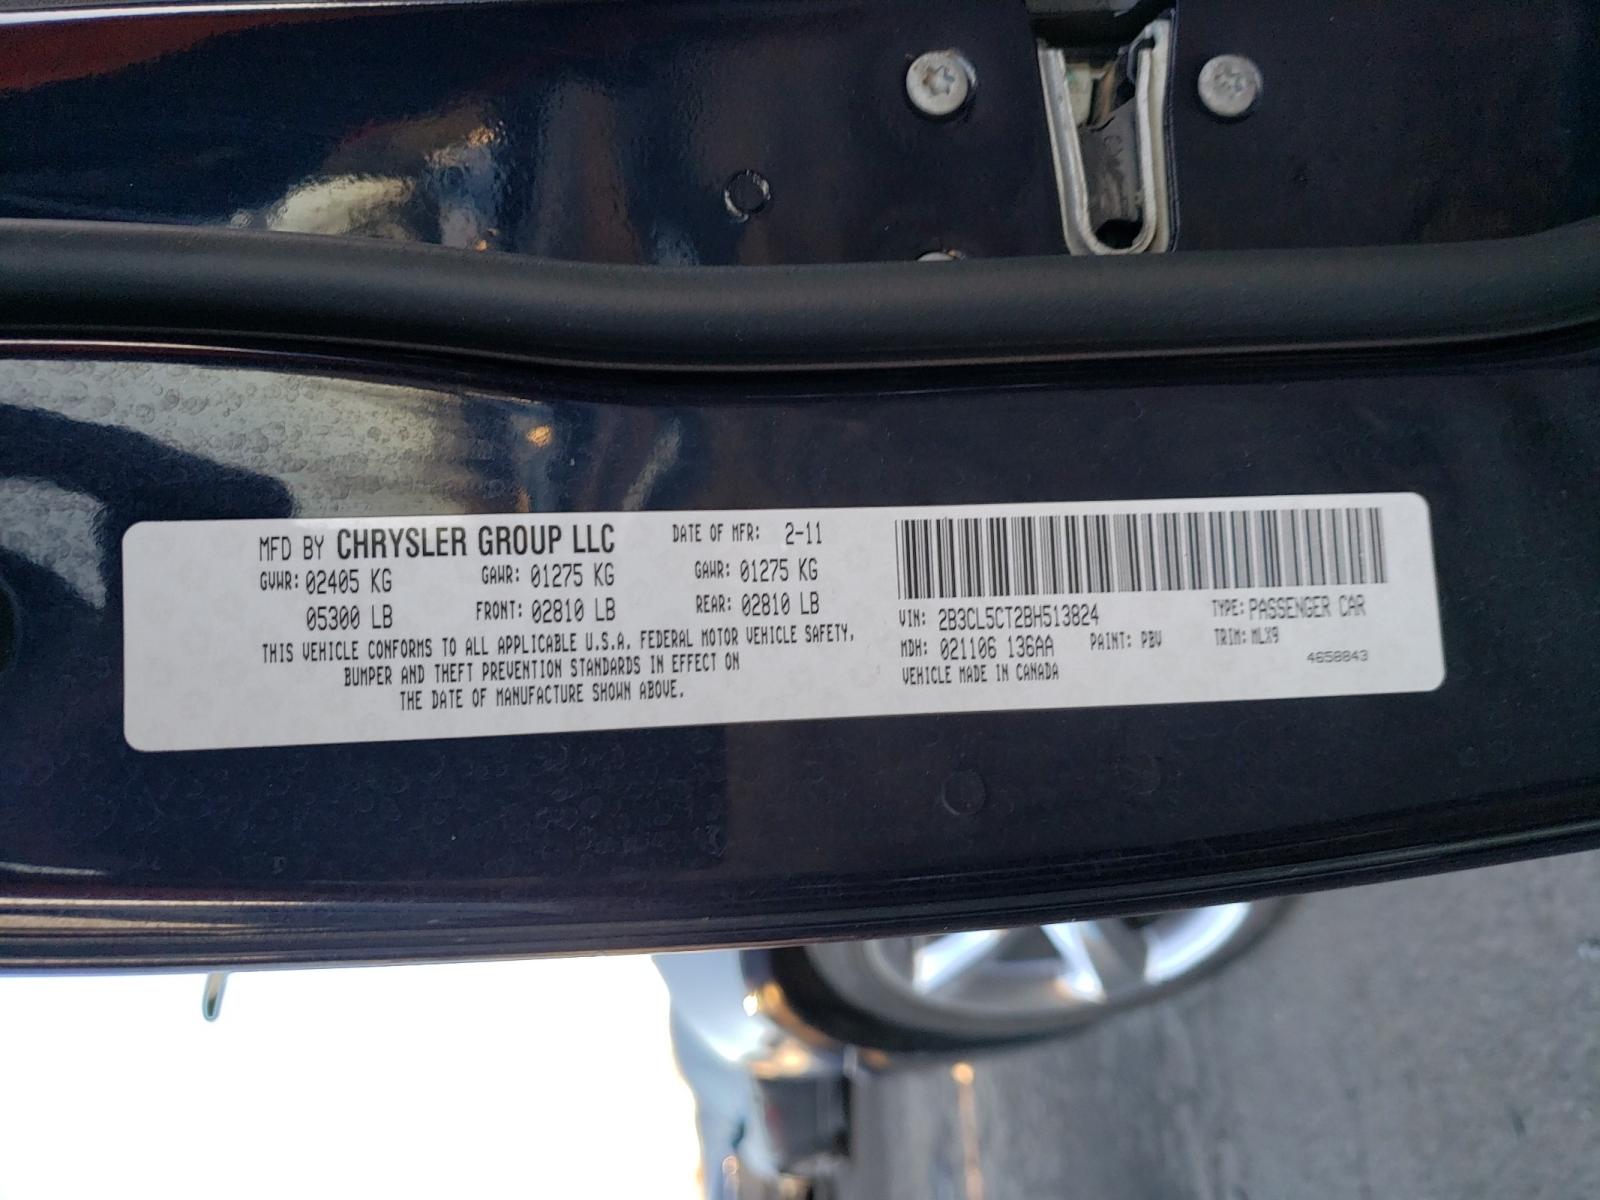 MFD BY CHRYSLER GROUP LLC DATE OF MFR: 2-11
GVWR: 02405 KG GAWR: 01275 KG GAWR: 01275 KG
05300 LB FRONT: 02810 LB REAR: 02810 LB
THIS VEHICLE CONFORMS TO ALL APPLICABLE U.S.A. FEDERAL MOTOR VEHICLE SAFETY,
BUMPER AND THEFT PREVENTION STANDARDS IN EFFECT ON
THE DATE OF MANUFACTURE SHOWN ABOVE.
VIN: 2B3CL5CT2BH513824 TYPE: PASSENGER CAR
MDH: 021106 136AA PAINT: PBV TRIM: MLX9
VEHICLE MADE IN CANADA 4658843